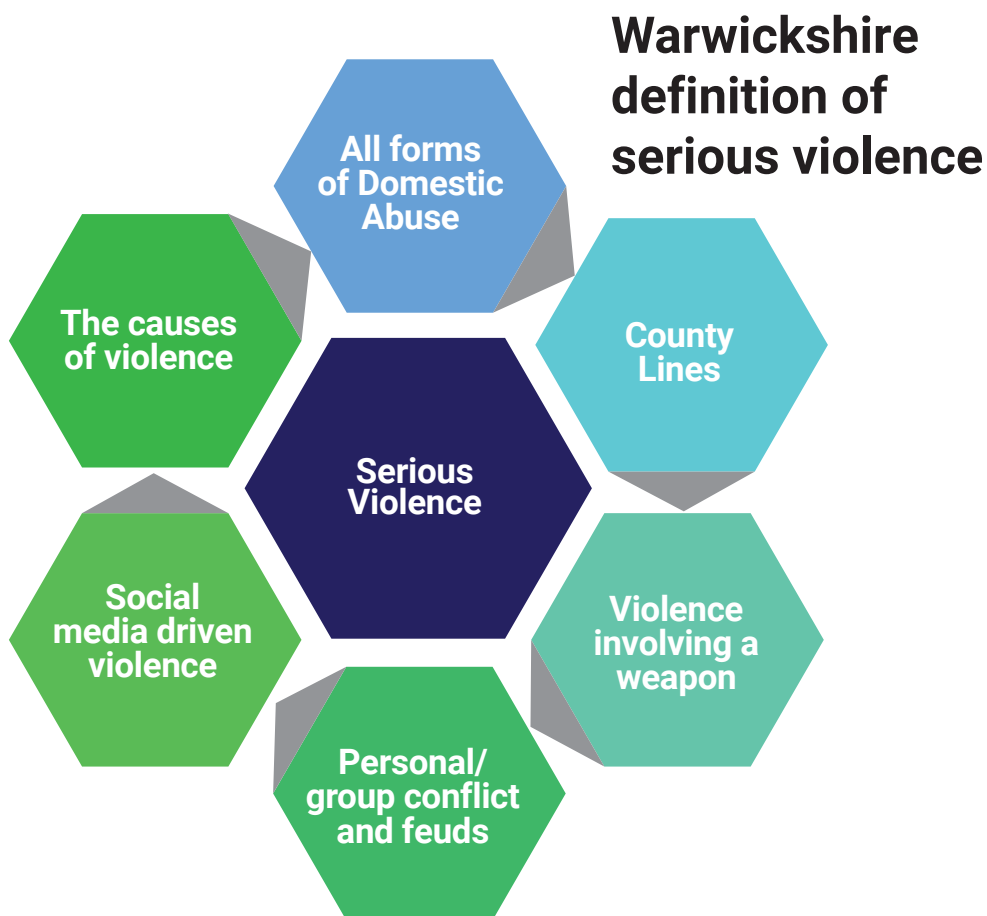 Warwickshire
definition of
serious violence
All forms
of Domestic
Abuse
County
Lines
Violence
involving a
weapon
Personal/
group conflict
and feuds
Social
media driven
violence
The causes
of violence
Serious
Violence